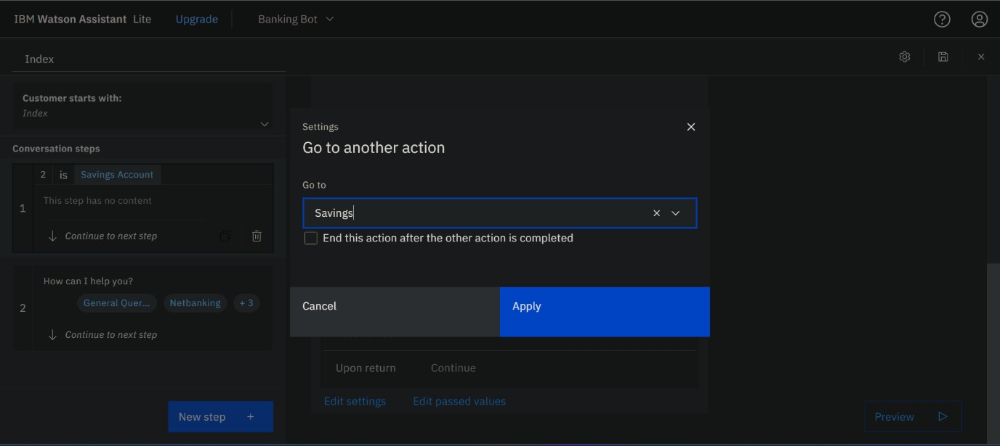 IBM Watson Assistant Lite Upgrade Banking Bot
Index
Customer starts with:
Index
Conversation steps
2 is Savings Account
This step has no content
1
Continue to next step
How can I help you?
General Quer... Netbanking + 3
2
Continue to next step
New step +
Settings
Go to another action
Go to
Savings
End this action after the other action is completed
Cancel Apply
Upon return Continue
Edit settings Edit passed values
Preview